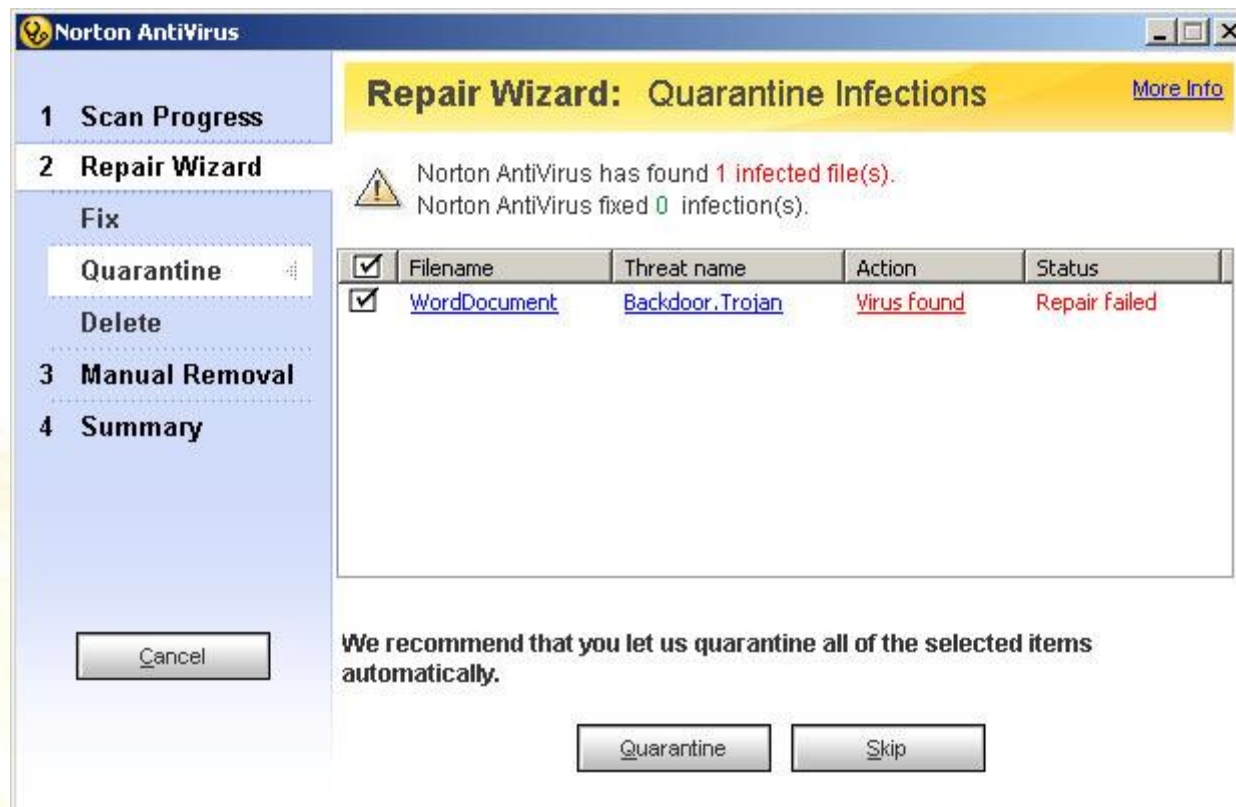 Norton AntiVirus
1 Scan Progress
2 Repair Wizard
Fix
Quarantine
Delete
3 Manual Removal
4 Summary
Cancel
Repair Wizard: Quarantine Infections
More Info
Norton AntiVirus has found 1 infected file(s).
Norton AntiVirus fixed 0 infection(s).
Filename Threat name Action Status
WordDocument Backdoor.Trojan Virus found Repair failed
We recommend that you let us quarantine all of the selected items
automatically.
Quarantine Skip